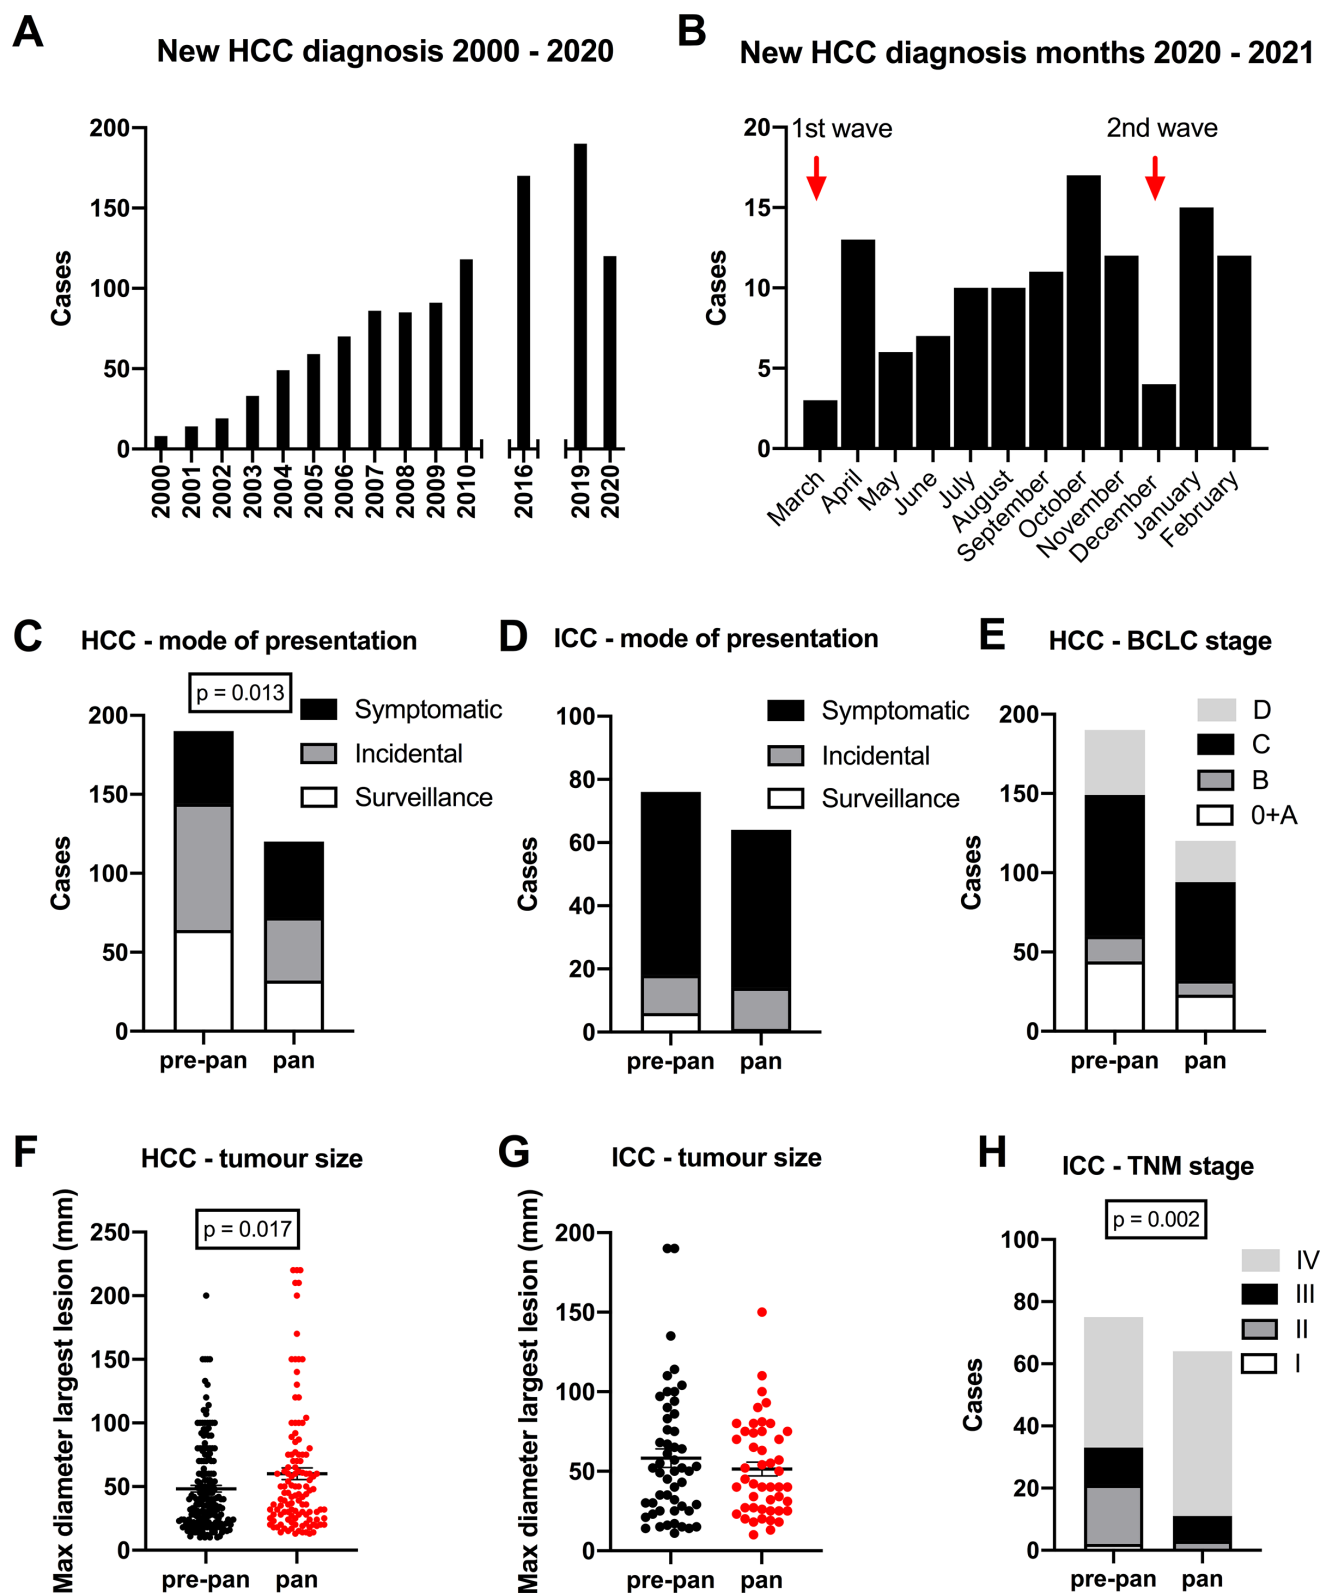 A
New HCC diagnosis 2000 - 2020
Cases
200
150
100
50
0
2000
2001
2002
2003
2004
2005
2006
2007
2008
2009
2010
2016
2019
2020
B
New HCC diagnosis months 2020 - 2021
1st wave
2nd wave
Cases
20
15
10
5
0
March
April
May
June
July
August
September
October
November
December
January
February
C
HCC - mode of presentation
p = 0.013
Symptomatic
Incidental
Surveillance
Cases
200
150
100
50
0
pre-pan
pan
D
ICC - mode of presentation
Symptomatic
Incidental
Surveillance
Cases
100
80
60
40
20
0
pre-pan
pan
E
HCC - BCLC stage
D
C
B
0+A
Cases
200
150
100
50
0
pre-pan
pan
F
HCC - tumour size
p = 0.017
Max diameter largest lesion (mm)
250
200
150
100
50
0
pre-pan
pan
G
ICC - tumour size
Max diameter largest lesion (mm)
200
150
100
50
0
pre-pan
pan
H
ICC - TNM stage
p = 0.002
IV
III
II
I
Cases
100
80
60
40
20
0
pre-pan
pan